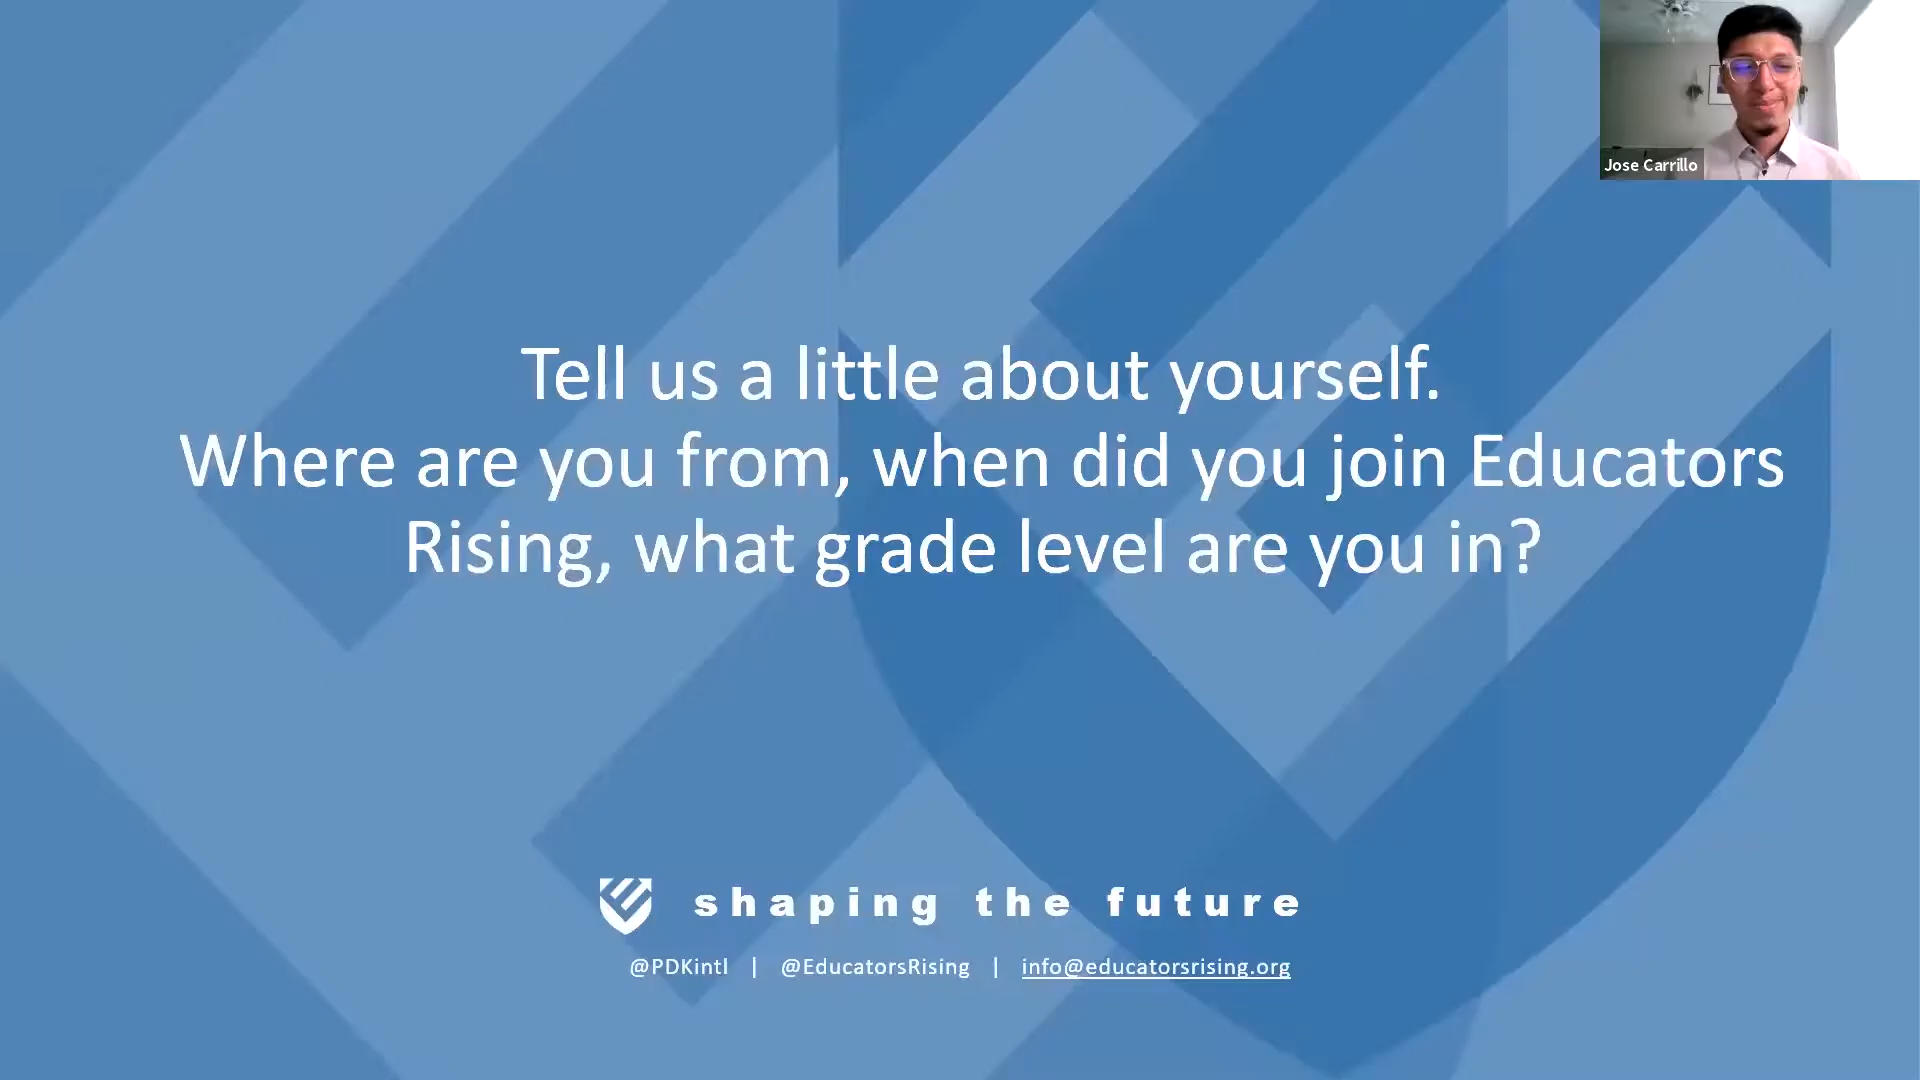 Jose Carrillo
Tell us a little about yourself.
Where are you from, when did you join Educators
Rising, what grade level are you in?
shaping the future
@PDKintl | @EducatorsRising | info@educatorsrising.org